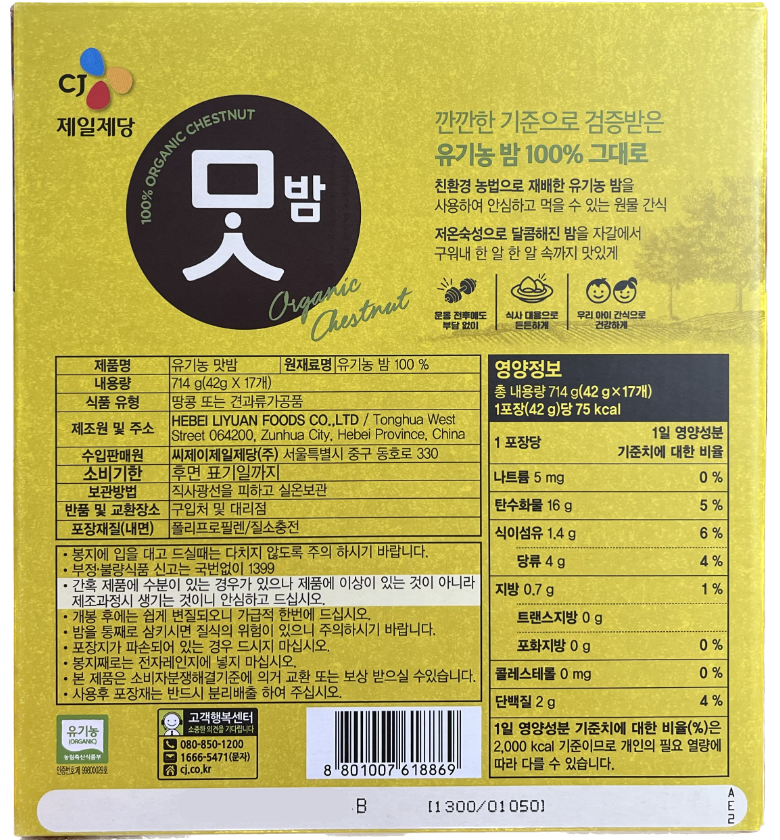 CJ
제일제당
100% ORGANIC CHESTNUT
맛밤
Organic
Chestnut
깐깐한 기준으로 검증받은
유기농 밤 100% 그대로
친환경 농법으로 재배한 유기농 밤을
사용하여 안심하고 먹을 수 있는 원물 간식
저온숙성으로 달콤해진 밤을 자갈에서
구워내 한 알 한 알 속까지 맛있게
운동 전후에도
부담 없이
식사 대용으로
든든하게
우리 아이 간식으로
건강하게
제품명 유기농 맛밤 원재료명 유기농 밤 100 %
내용량 714 g(42g X 17개)
식품 유형 땅콩 또는 견과류가공품
제조원 및 주소 HEBEI LIYUAN FOODS CO.,LTD / Tonghua West
Street 064200, Zunhua City, Hebei Province, China
수입판매원 씨제이제일제당(주) 서울특별시 중구 동호로 330
소비기한 후면 표기일까지
보관방법 직사광선을 피하고 실온보관
반품 및 교환장소 구입처 및 대리점
포장재질(내면) 폴리프로필렌/질소충전
• 봉지에 입을 대고 드실때는 다치지 않도록 주의 하시기 바랍니다.
• 부정·불량식품 신고는 국번없이 1399
• 간혹 제품에 수분이 있는 경우가 있으나 제품에 이상이 있는 것이 아니라
제조과정시 생기는 것이니 안심하고 드십시오.
• 개봉 후에는 쉽게 변질되오니 가급적 한번에 드십시오.
• 밤을 통째로 삼키시면 질식의 위험이 있으니 주의하시기 바랍니다.
• 포장지가 파손되어 있는 경우 드시지 마십시오.
• 봉지째로는 전자레인지에 넣지 마십시오.
• 본 제품은 소비자분쟁해결기준에 의거 교환 또는 보상 받으실 수있습니다.
• 사용후 포장재는 반드시 분리배출 하여 주십시오.
영양정보
총 내용량 714 g(42 g×17개)
1포장(42 g)당 75 kcal
1 포장당 1일 영양성분
기준치에 대한 비율
나트륨 5 mg 0 %
탄수화물 16 g 5 %
식이섬유 1.4 g 6 %
당류 4 g 4 %
지방 0.7 g 1 %
트랜스지방 0 g
포화지방 0 g 0 %
콜레스테롤 0 mg 0 %
단백질 2 g 4 %
1일 영양성분 기준치에 대한 비율(%)은
2,000 kcal 기준이므로 개인의 필요 열량에
따라 다를 수 있습니다.
유기농
(ORGANIC)
농림축산식품부
고객행복센터
소중한 의견을 기다립니다
080-850-1200
1666-5471(문자)
cj.co.kr
8 801007 618869
B [1300/01050]
A
E
2